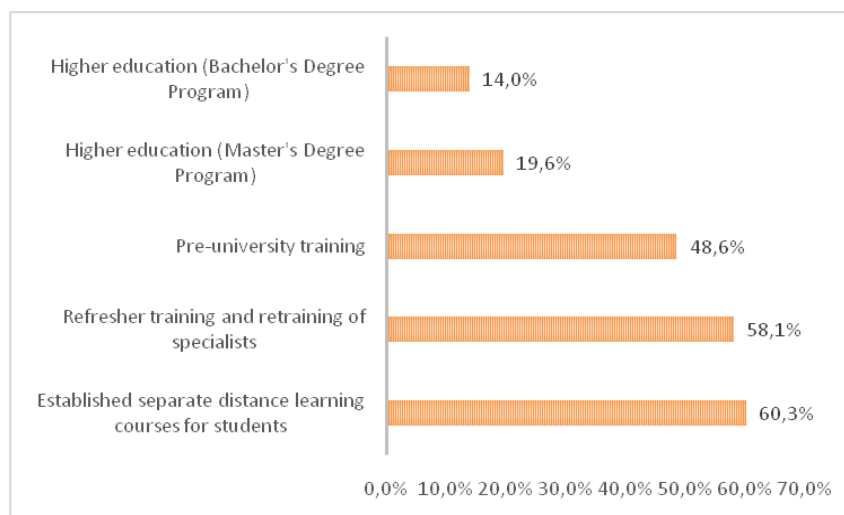 Higher education (Bachelor's Degree
Program)
14,0%
Higher education (Master's Degree
Program)
19,6%
Pre-university training
48,6%
Refresher training and retraining of
specialists
58,1%
Established separate distance learning
courses for students
60,3%
0,0% 10,0% 20,0% 30,0% 40,0% 50,0% 60,0% 70,0%